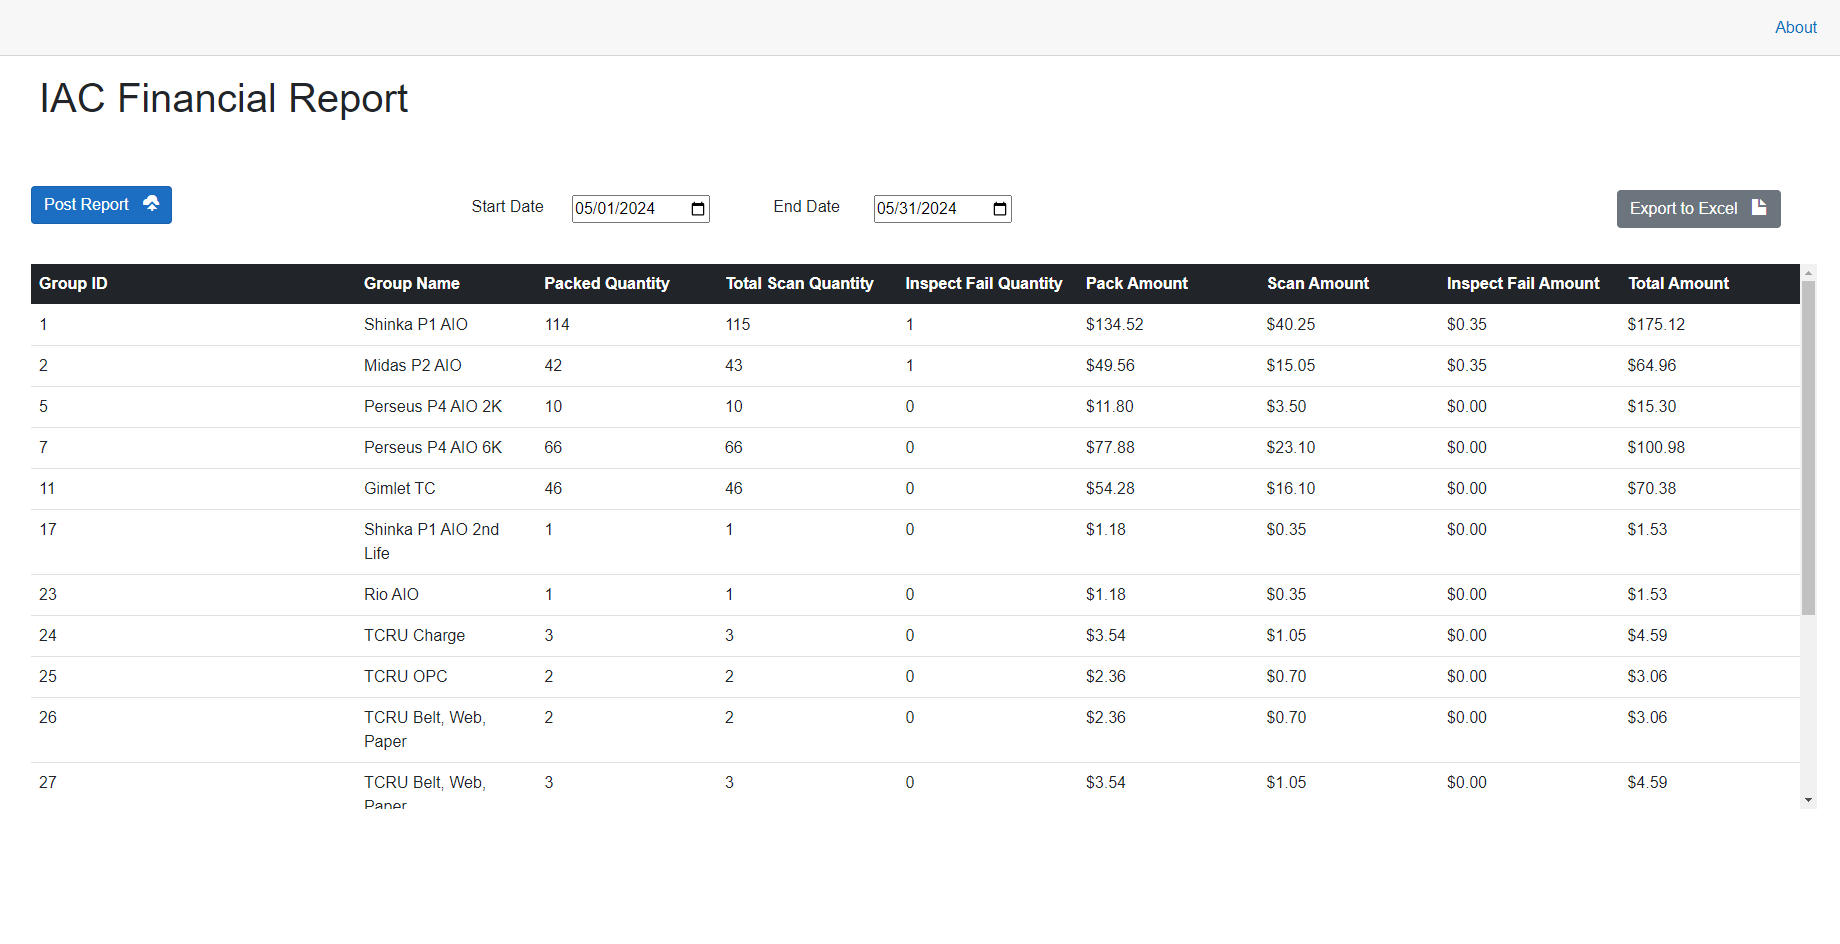 About
IAC Financial Report
Post Report
Start Date 05/01/2024 End Date 05/31/2024
Export to Excel
Group ID Group Name Packed Quantity Total Scan Quantity Inspect Fail Quantity Pack Amount Scan Amount Inspect Fail Amount Total Amount
1 Shinka P1 AIO 114 115 1 $134.52 $40.25 $0.35 $175.12
2 Midas P2 AIO 42 43 1 $49.56 $15.05 $0.35 $64.96
5 Perseus P4 AIO 2K 10 10 0 $11.80 $3.50 $0.00 $15.30
7 Perseus P4 AIO 6K 66 66 0 $77.88 $23.10 $0.00 $100.98
11 Gimlet TC 46 46 0 $54.28 $16.10 $0.00 $70.38
17 Shinka P1 AIO 2nd 1 1 0 $1.18 $0.35 $0.00 $1.53
Life
23 Rio AIO 1 1 0 $1.18 $0.35 $0.00 $1.53
24 TCRU Charge 3 3 0 $3.54 $1.05 $0.00 $4.59
25 TCRU OPC 2 2 0 $2.36 $0.70 $0.00 $3.06
26 TCRU Belt, Web, 2 2 0 $2.36 $0.70 $0.00 $3.06
Paper
27 TCRU Belt, Web, 3 3 0 $3.54 $1.05 $0.00 $4.59
Paper